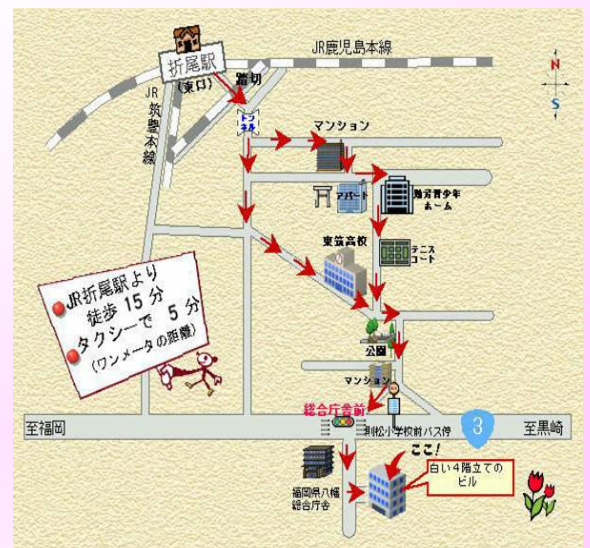 JR鹿児島本線
折尾駅
(東口)
踏切
N
S
JR
筑豊本線
トン
ネル
マンション
アパート
勤労青少年
ホーム
東筑高校
テニス
コート
JR折尾駅より
徒歩15分
タクシーで 5分
(ワンメータの距離)
公園
マンション
総合庁舎前
至福岡
則松小学校前バス停
3
至黒崎
ここ!
白い4階立ての
ビル
福岡県八幡
総合庁舎